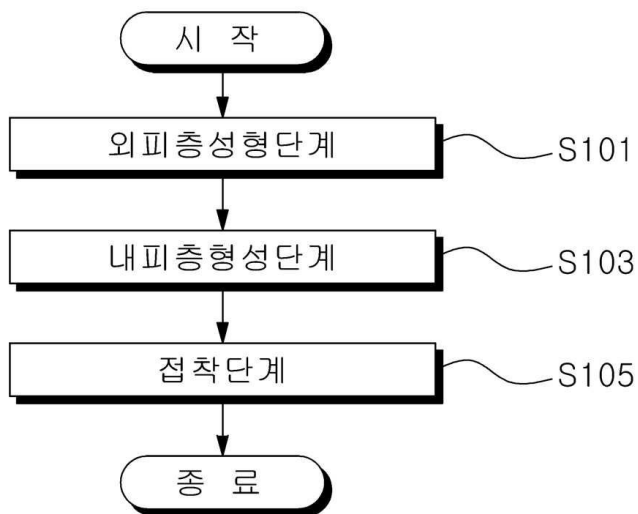 시 작
외피층성형단계
S101
내피층형성단계
S103
접착단계
S105
종 료